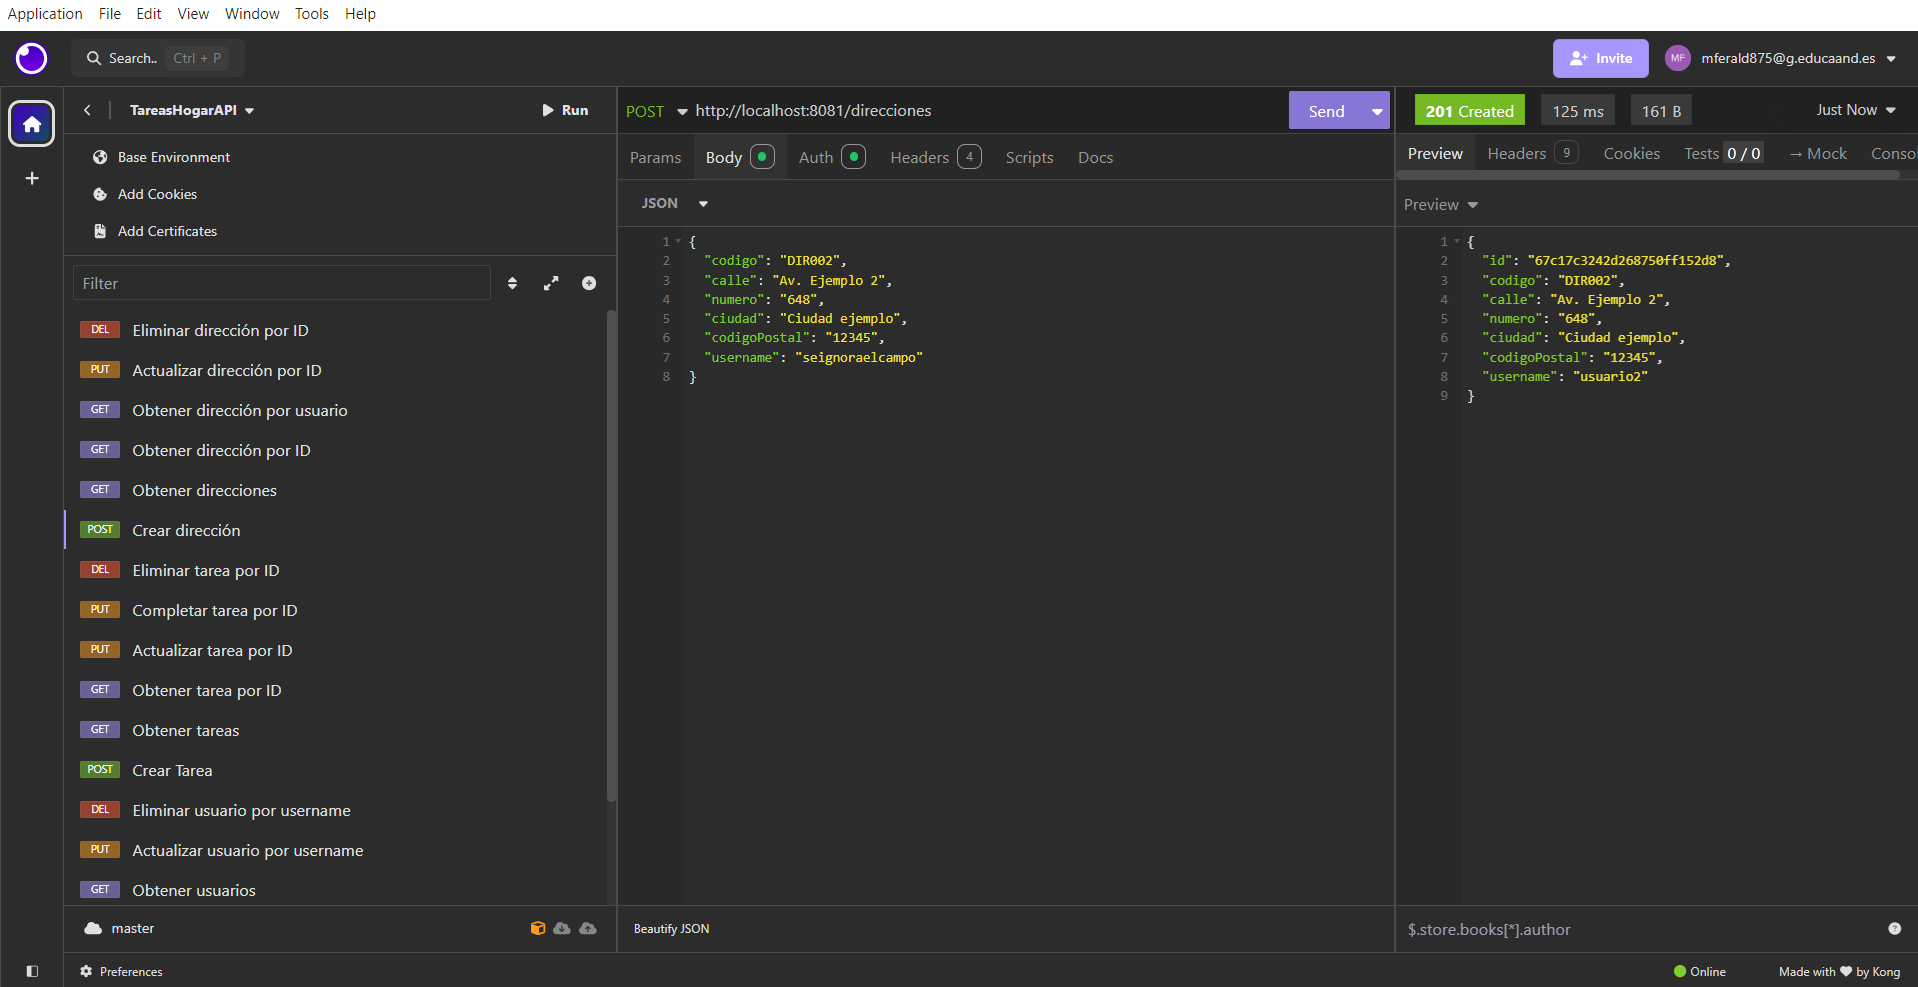 Application File Edit View Window Tools Help
Search.. Ctrl + P
Invite
MF mferald875@g.educaand.es
TareasHogarAPI
Run
Base Environment
Add Cookies
Add Certificates
Filter
DEL Eliminar dirección por ID
PUT Actualizar dirección por ID
GET Obtener dirección por usuario
GET Obtener dirección por ID
GET Obtener direcciones
POST Crear dirección
DEL Eliminar tarea por ID
PUT Completar tarea por ID
PUT Actualizar tarea por ID
GET Obtener tarea por ID
GET Obtener tareas
POST Crear Tarea
DEL Eliminar usuario por username
PUT Actualizar usuario por username
GET Obtener usuarios
master
POST http://localhost:8081/direcciones
Send
Params Body Auth Headers 4 Scripts Docs
JSON
1 {
2 "codigo": "DIR002",
3 "calle": "Av. Ejemplo 2",
4 "numero": "648",
5 "ciudad": "Ciudad ejemplo",
6 "codigoPostal": "12345",
7 "username": "seignoraelcampo"
8 }
Beautify JSON
201 Created 125 ms 161 B Just Now
Preview Headers 9 Cookies Tests 0 / 0 → Mock Conso
Preview
1 {
2 "id": "67c17c3242d268750ff152d8",
3 "codigo": "DIR002",
4 "calle": "Av. Ejemplo 2",
5 "numero": "648",
6 "ciudad": "Ciudad ejemplo",
7 "codigoPostal": "12345",
8 "username": "usuario2"
9 }
$.store.books[*].author
Preferences
Online
Made with ❤ by Kong